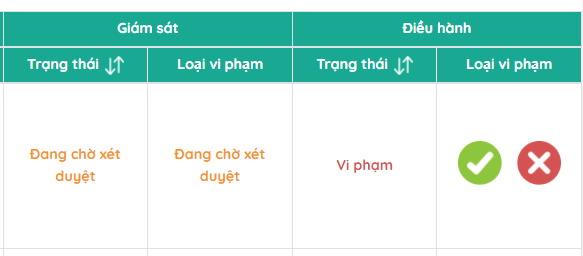 Giám sát
Điều hành
Trạng thái
Loại vi phạm
Trạng thái
Loại vi phạm
Đang chờ xét
duyệt
Đang chờ xét
duyệt
Vi phạm